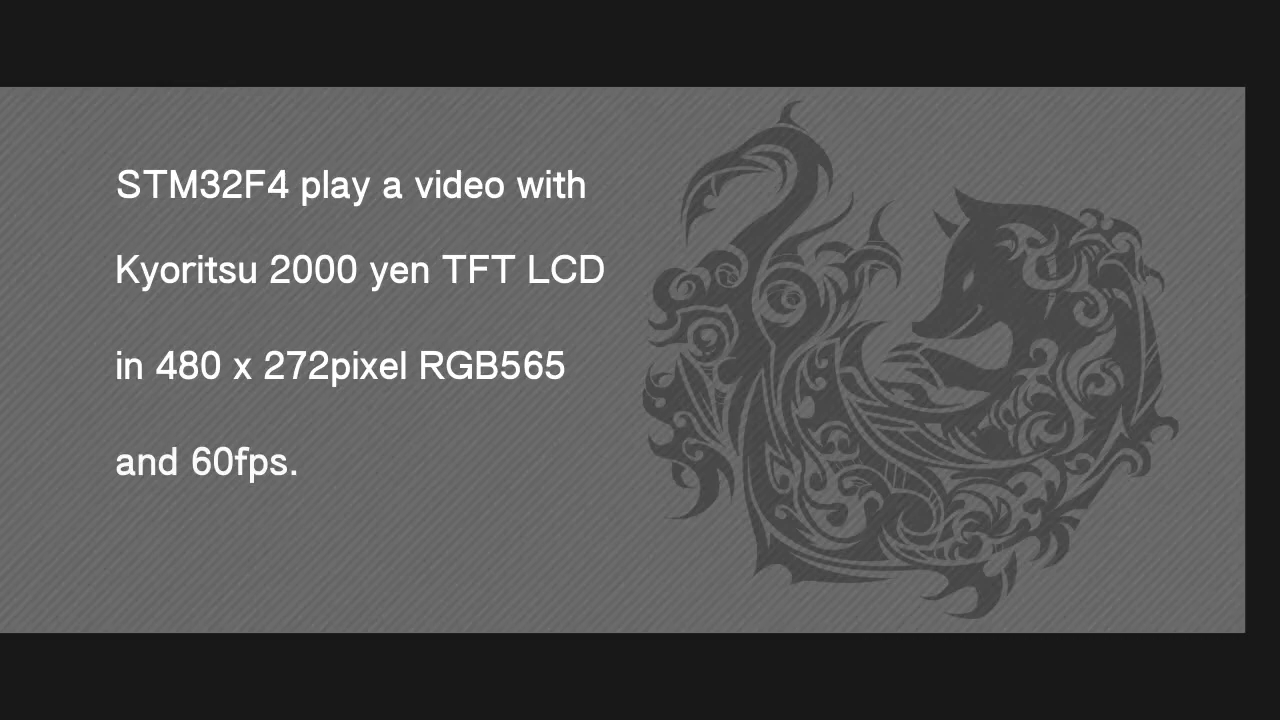 STM32F4 play a video with
Kyoritsu 2000 yen TFT LCD
in 480 x 272pixel RGB565
and 60fps.